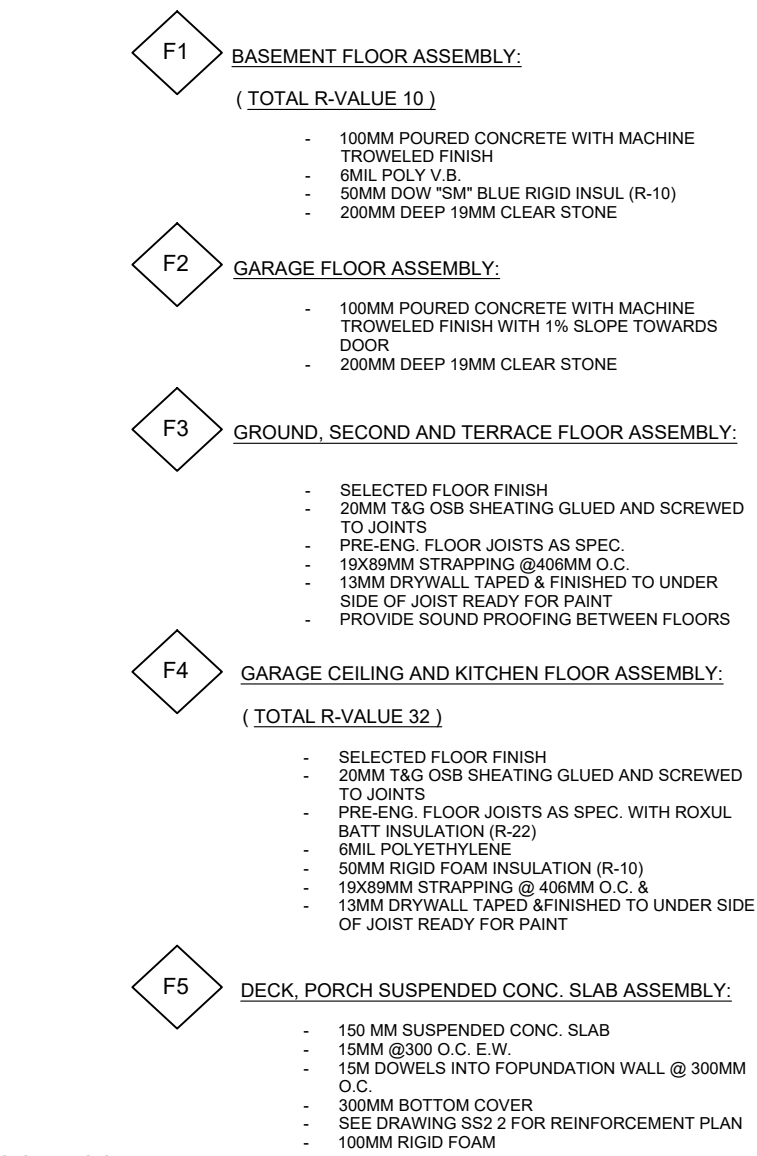 F1
BASEMENT FLOOR ASSEMBLY:
( TOTAL R-VALUE 10 )
- 100MM POURED CONCRETE WITH MACHINE
TROWELED FINISH
- 6MIL POLY V.B.
- 50MM DOW "SM" BLUE RIGID INSUL (R-10)
- 200MM DEEP 19MM CLEAR STONE
F2
GARAGE FLOOR ASSEMBLY:
- 100MM POURED CONCRETE WITH MACHINE
TROWELED FINISH WITH 1% SLOPE TOWARDS
DOOR
- 200MM DEEP 19MM CLEAR STONE
F3
GROUND, SECOND AND TERRACE FLOOR ASSEMBLY:
- SELECTED FLOOR FINISH
- 20MM T&G OSB SHEATING GLUED AND SCREWED
TO JOINTS
- PRE-ENG. FLOOR JOISTS AS SPEC.
- 19X89MM STRAPPING @406MM O.C.
- 13MM DRYWALL TAPED & FINISHED TO UNDER
SIDE OF JOIST READY FOR PAINT
- PROVIDE SOUND PROOFING BETWEEN FLOORS
F4
GARAGE CEILING AND KITCHEN FLOOR ASSEMBLY:
( TOTAL R-VALUE 32 )
- SELECTED FLOOR FINISH
- 20MM T&G OSB SHEATING GLUED AND SCREWED
TO JOINTS
- PRE-ENG. FLOOR JOISTS AS SPEC. WITH ROXUL
BATT INSULATION (R-22)
- 6MIL POLYETHYLENE
- 50MM RIGID FOAM INSULATION (R-10)
- 19X89MM STRAPPING @ 406MM O.C. &
- 13MM DRYWALL TAPED &FINISHED TO UNDER SIDE
OF JOIST READY FOR PAINT
F5
DECK, PORCH SUSPENDED CONC. SLAB ASSEMBLY:
- 150 MM SUSPENDED CONC. SLAB
- 15MM @300 O.C. E.W.
- 15M DOWELS INTO FOPUNDATION WALL @ 300MM
O.C.
- 300MM BOTTOM COVER
- SEE DRAWING SS2 2 FOR REINFORCEMENT PLAN
- 100MM RIGID FOAM